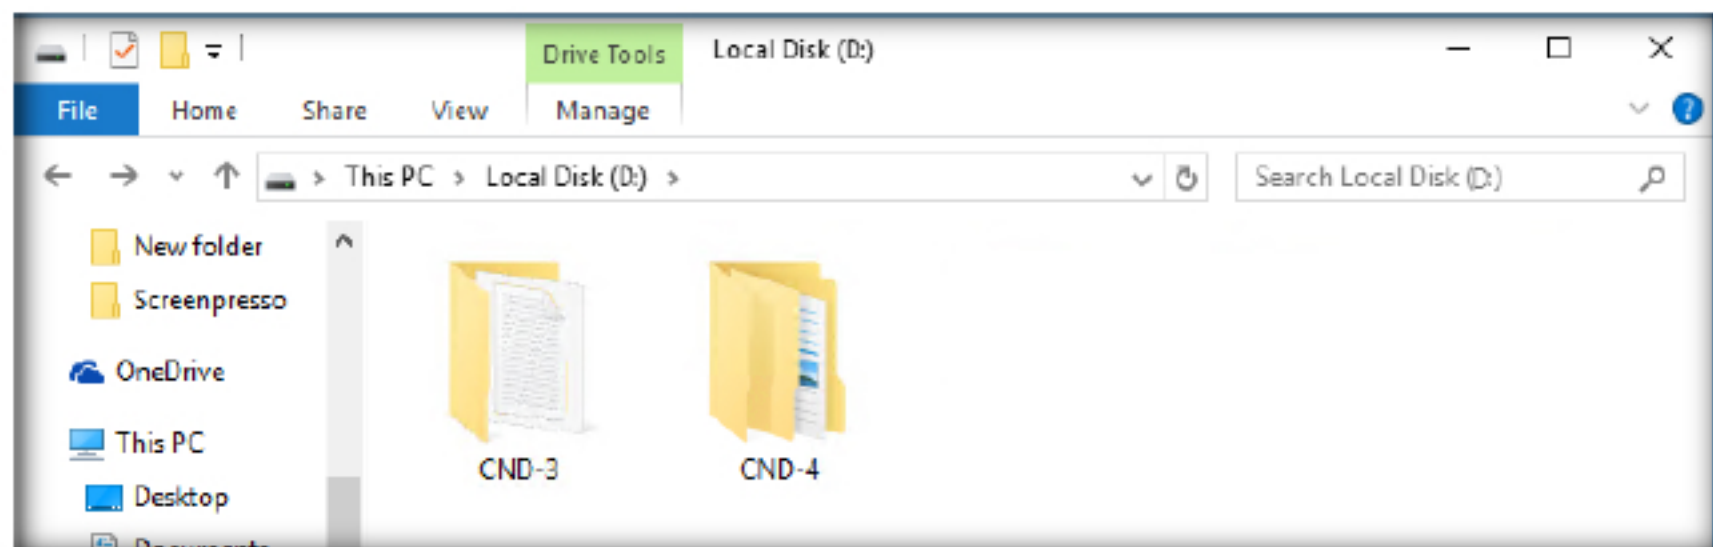 Drive Tools Local Disk (D:)
File Home Share View Manage
This PC > Local Disk (D:) > Search Local Disk (D:)
New folder
Screenpresso
OneDrive
This PC
Desktop
Documents
CND-3 CND-4